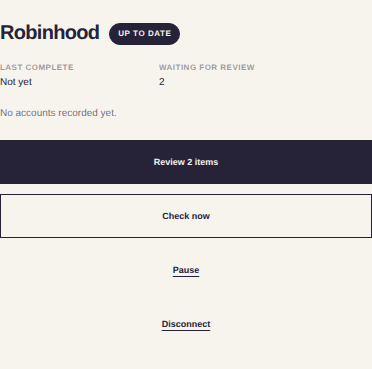 Robinhood UP TO DATE
LAST COMPLETE WAITING FOR REVIEW
Not yet 2
No accounts recorded yet.
Review 2 items
Check now
Pause
Disconnect